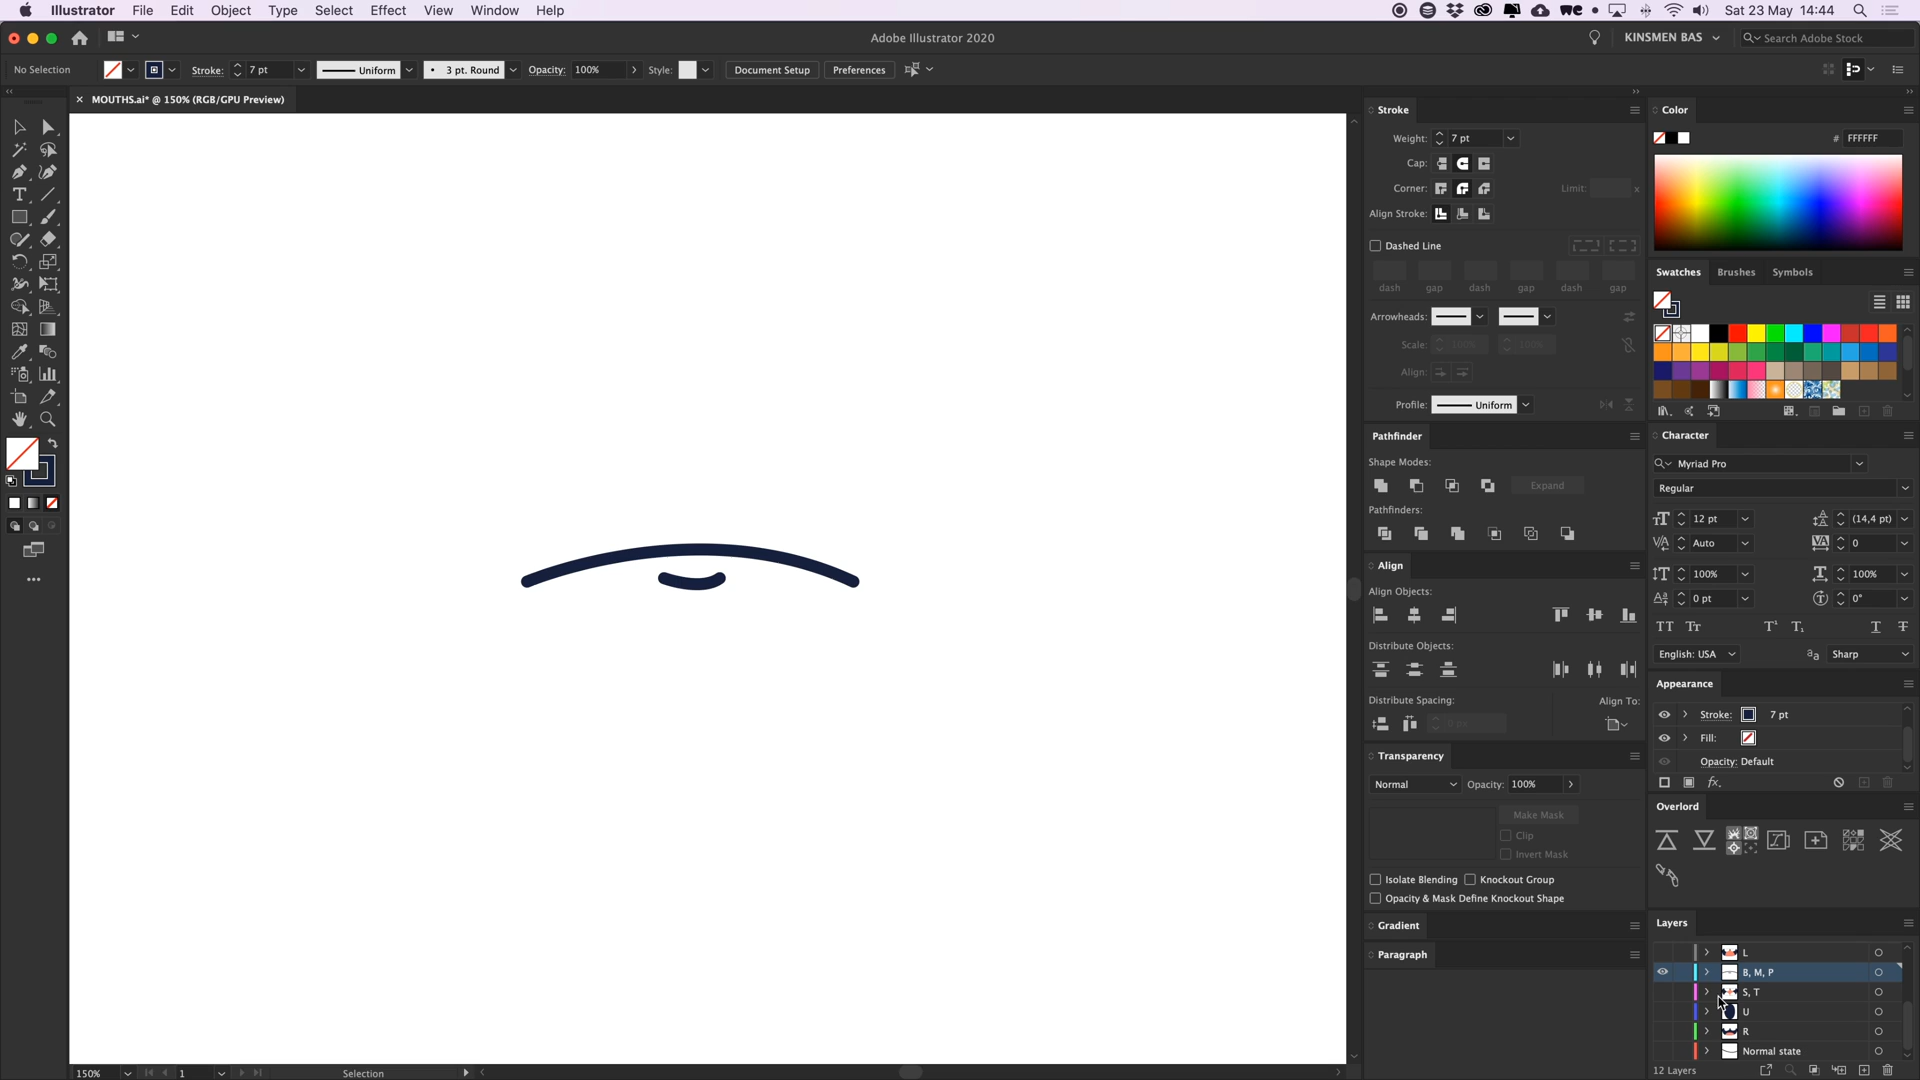 Illustrator File Edit Object Type Select Effect View Window Help
Sat 23 May 14:44
Adobe Illustrator 2020
KINSMEN BAS
Search Adobe Stock
No Selection
Stroke: 7 pt
Uniform
3 pt. Round
Opacity: 100%
Style:
Document Setup
Preferences
MOUTHS.ai* @ 150% (RGB/GPU Preview)
Stroke
Weight: 7 pt
Cap:
Corner:
Limit: x
Align Stroke:
Dashed Line
dash gap dash gap dash gap
Arrowheads:
Scale: 100% 100%
Align:
Profile: Uniform
Pathfinder
Shape Modes:
Expand
Pathfinders:
Align
Align Objects:
Distribute Objects:
Distribute Spacing:
Align To:
0 px
Transparency
Normal
Opacity: 100%
Make Mask
Clip
Invert Mask
Isolate Blending
Knockout Group
Opacity & Mask Define Knockout Shape
Gradient
Paragraph
Color
# FFFFFF
Swatches Brushes Symbols
Character
Myriad Pro
Regular
12 pt (14,4 pt)
Auto 0
100% 100%
0 pt 0°
English: USA
Sharp
Appearance
Stroke: 7 pt
Fill:
Opacity: Default
Overlord
Layers
L
B, M, P
S, T
U
R
Normal state
12 Layers
150%
1
Selection